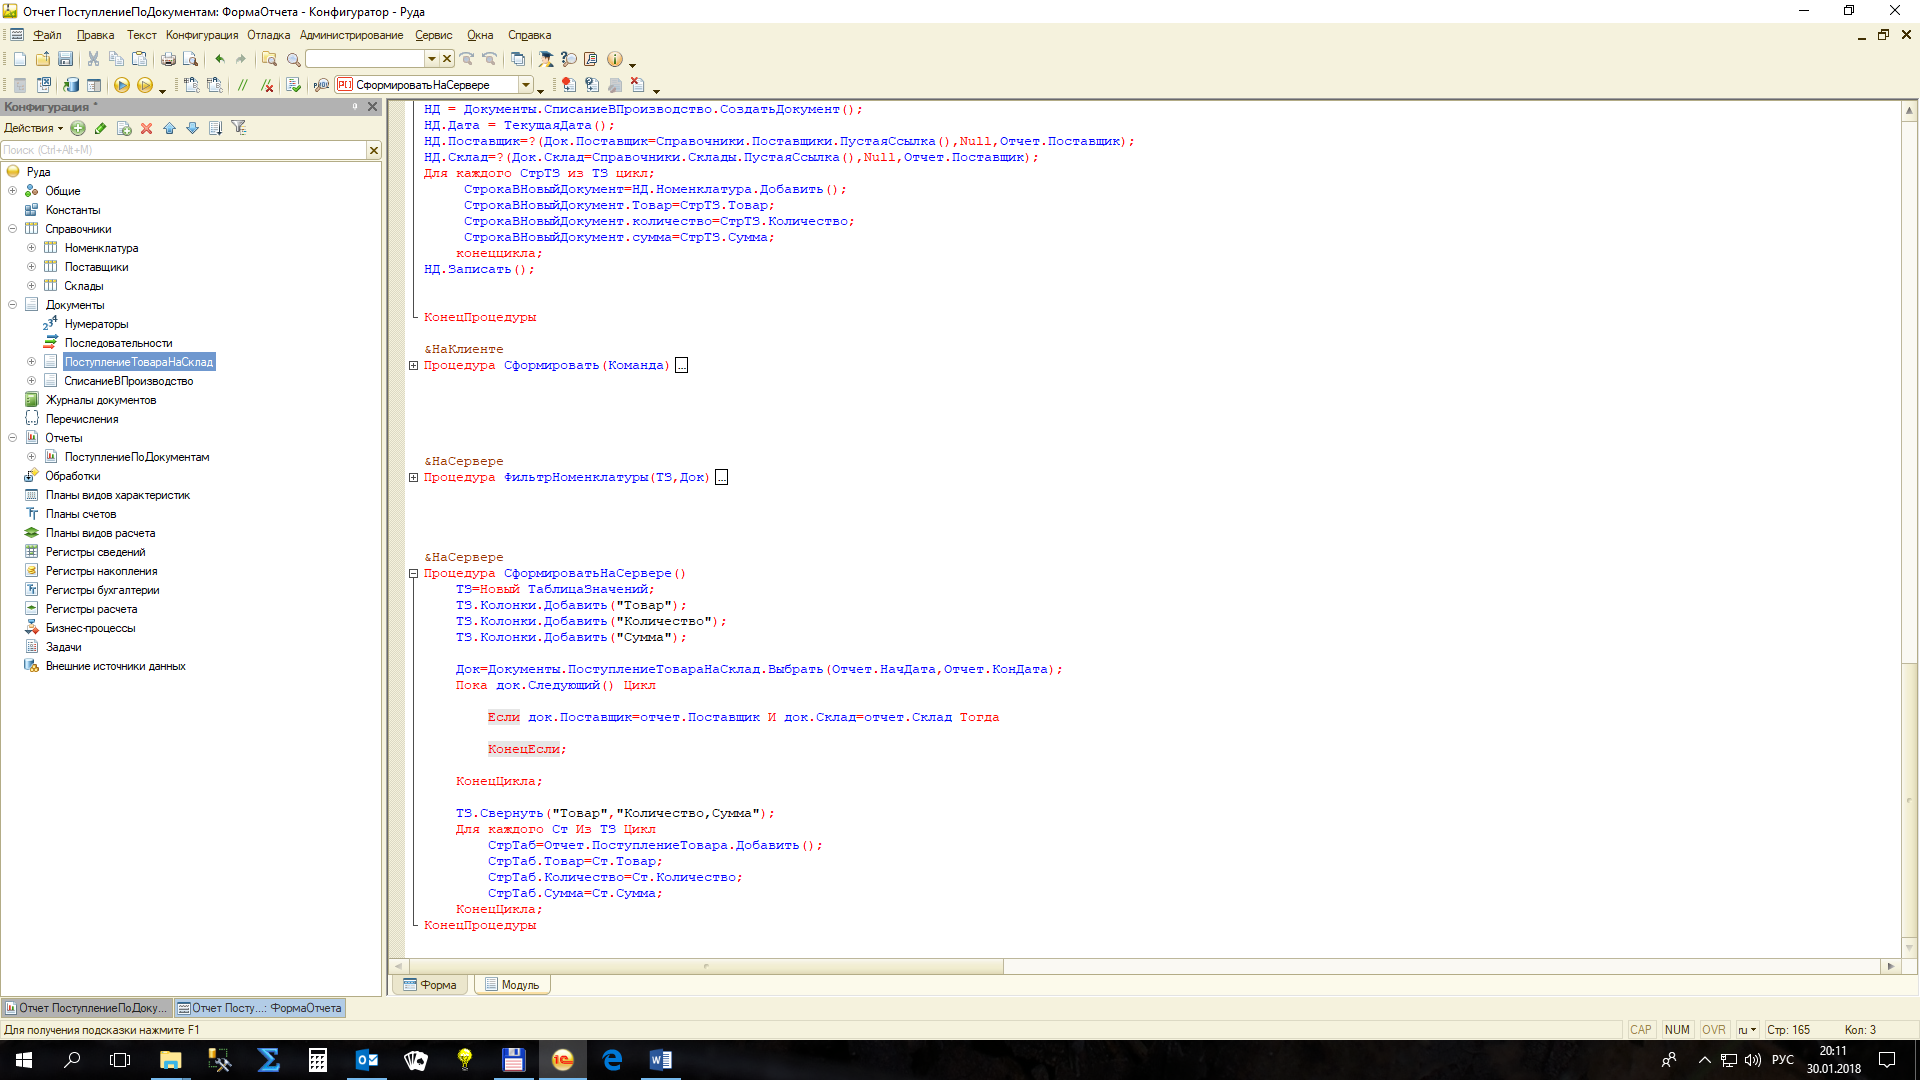 Отчет ПоступлениеПоДокументам: ФормаОтчета - Конфигуратор - Руда
Файл Правка Текст Конфигурация Отладка Администрирование Сервис Окна Справка
СформироватьНаСервере
Конфигурация *
Действия
Поиск (Ctrl+Alt+M)
Руда
Общие
Константы
Справочники
Номенклатура
Поставщики
Склады
Документы
Нумераторы
Последовательности
ПоступлениеТовараНаСклад
СписаниеВПроизводство
Журналы документов
Перечисления
Отчеты
ПоступлениеПоДокументам
Обработки
Планы видов характеристик
Планы счетов
Планы видов расчета
Регистры сведений
Регистры накопления
Регистры бухгалтерии
Регистры расчета
Бизнес-процессы
Задачи
Внешние источники данных
НД = Документы.СписаниеВПроизводство.СоздатьДокумент();
НД.Дата = ТекущаяДата();
НД.Поставщик=?(Док.Поставщик=Справочники.Поставщики.ПустаяСсылка(),Null,Отчет.Поставщик);
НД.Склад=?(Док.Склад=Справочники.Склады.ПустаяСсылка(),Null,Отчет.Поставщик);
Для каждого СтрТЗ из ТЗ цикл;
СтрокаВНовыйДокумент=НД.Номенклатура.Добавить();
СтрокаВНовыйДокумент.Товар=СтрТЗ.Товар;
СтрокаВНовыйДокумент.количество=СтрТЗ.Количество;
СтрокаВНовыйДокумент.сумма=СтрТЗ.Сумма;
конеццикла;
НД.Записать();
КонецПроцедуры
&НаКлиенте
Процедура Сформировать(Команда) ...
&НаСервере
Процедура ФильтрНоменклатуры(ТЗ,Док) ...
&НаСервере
Процедура СформироватьНаСервере()
ТЗ=Новый ТаблицаЗначений;
ТЗ.Колонки.Добавить("Товар");
ТЗ.Колонки.Добавить("Количество");
ТЗ.Колонки.Добавить("Сумма");
Док=Документы.ПоступлениеТовараНаСклад.Выбрать(Отчет.НачДата,Отчет.КонДата);
Пока док.Следующий() Цикл
Если док.Поставщик=отчет.Поставщик И док.Склад=отчет.Склад Тогда
КонецЕсли;
КонецЦикла;
ТЗ.Свернуть("Товар","Количество,Сумма");
Для каждого Ст Из ТЗ Цикл
СтрТаб=Отчет.ПоступлениеТовара.Добавить();
СтрТаб.Товар=Ст.Товар;
СтрТаб.Количество=Ст.Количество;
СтрТаб.Сумма=Ст.Сумма;
КонецЦикла;
КонецПроцедуры
Форма Модуль
Отчет ПоступлениеПоДоку... Отчет Посту...: ФормаОтчета
Для получения подсказки нажмите F1 CAP NUM OVR ru Стр: 165 Кол: 3
РУС
20:11
30.01.2018